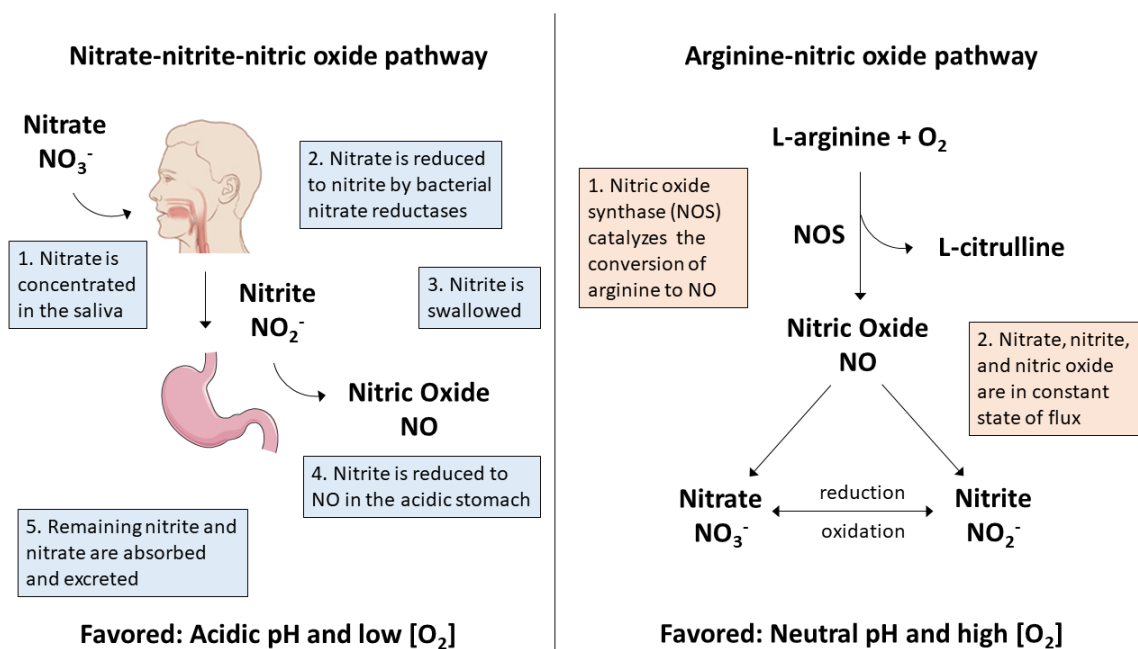 Nitrate-nitrite-nitric oxide pathway
Nitrate
NO₃⁻
2. Nitrate is reduced
to nitrite by bacterial
nitrate reductases
1. Nitrate is
concentrated
in the saliva
Nitrite
NO₂⁻
3. Nitrite is
swallowed
Nitric Oxide
NO
4. Nitrite is reduced to
NO in the acidic stomach
5. Remaining nitrite and
nitrate are absorbed
and excreted
Favored: Acidic pH and low [O₂]
Arginine-nitric oxide pathway
L-arginine + O₂
1. Nitric oxide
synthase (NOS)
catalyzes the
conversion of
arginine to NO
NOS
L-citrulline
Nitric Oxide
NO
2. Nitrate, nitrite,
and nitric oxide
are in constant
state of flux
Nitrate
NO₃⁻
reduction
oxidation
Nitrite
NO₂⁻
Favored: Neutral pH and high [O₂]